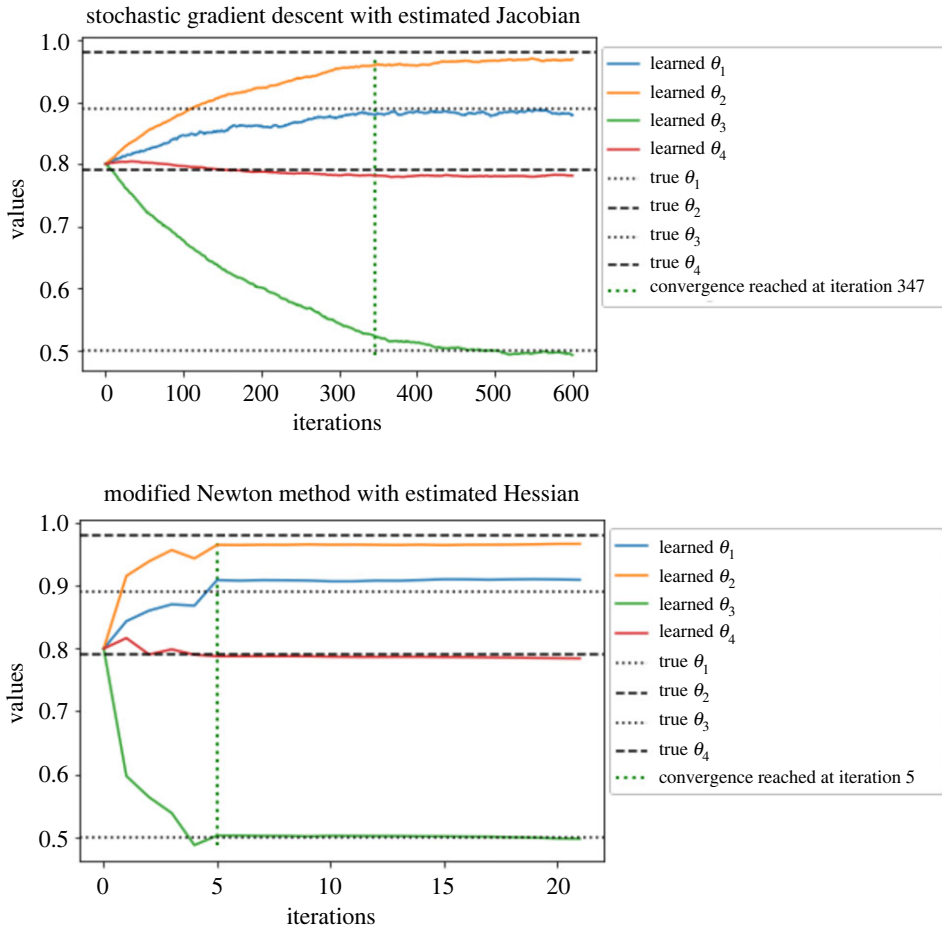 stochastic gradient descent with estimated Jacobian
1.0
0.9
0.8
0.7
0.6
0.5
values
0 100 200 300 400 500 600
iterations
learned θ1
learned θ2
learned θ3
learned θ4
true θ1
true θ2
true θ3
true θ4
convergence reached at iteration 347
modified Newton method with estimated Hessian
1.0
0.9
0.8
0.7
0.6
0.5
values
0 5 10 15 20
iterations
learned θ1
learned θ2
learned θ3
learned θ4
true θ1
true θ2
true θ3
true θ4
convergence reached at iteration 5